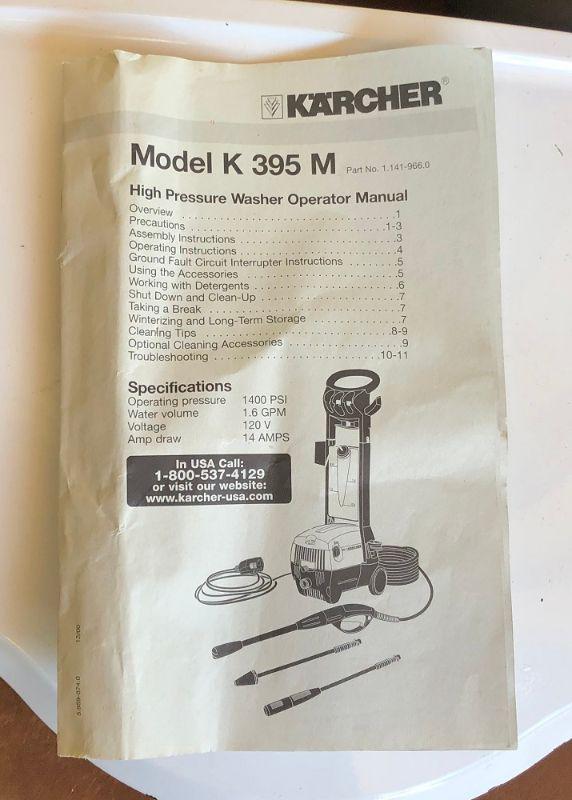 KÄRCHER®
Model K 395 M Part No. 1.141-966.0
High Pressure Washer Operator Manual
Overview . . . . . . . . . . . . . . . . . . . . . . . . . . . .1
Precautions . . . . . . . . . . . . . . . . . . . . . . . . . .1-3
Assembly Instructions . . . . . . . . . . . . . . . . . . . .3
Operating Instructions . . . . . . . . . . . . . . . . . . . .4
Ground Fault Circuit Interrupter Instructions . . . . . . .5
Using the Accessories . . . . . . . . . . . . . . . . . . . .5
Working with Detergents . . . . . . . . . . . . . . . . . . .6
Shut Down and Clean-Up . . . . . . . . . . . . . . . . . . .7
Taking a Break . . . . . . . . . . . . . . . . . . . . . . . .7
Winterizing and Long-Term Storage . . . . . . . . . . . . .7
Cleaning Tips . . . . . . . . . . . . . . . . . . . . . . . .8-9
Optional Cleaning Accessories . . . . . . . . . . . . . . .9
Troubleshooting . . . . . . . . . . . . . . . . . . . . . .10-11
Specifications
Operating pressure 1400 PSI
Water volume 1.6 GPM
Voltage 120 V
Amp draw 14 AMPS
In USA Call:
1-800-537-4129
or visit our website:
www.karcher-usa.com
KÄRCHER